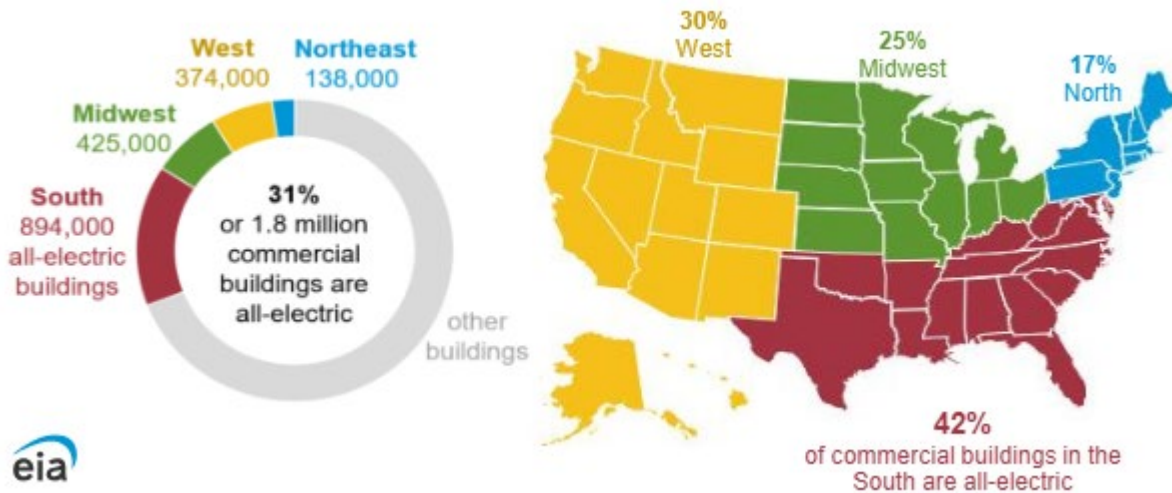 West
374,000
Northeast
138,000
Midwest
425,000
South
894,000
all-electric
buildings
31%
or 1.8 million
commercial
buildings are
all-electric
other
buildings
eia
30%
West
25%
Midwest
17%
North
42%
of commercial buildings in the
South are all-electric